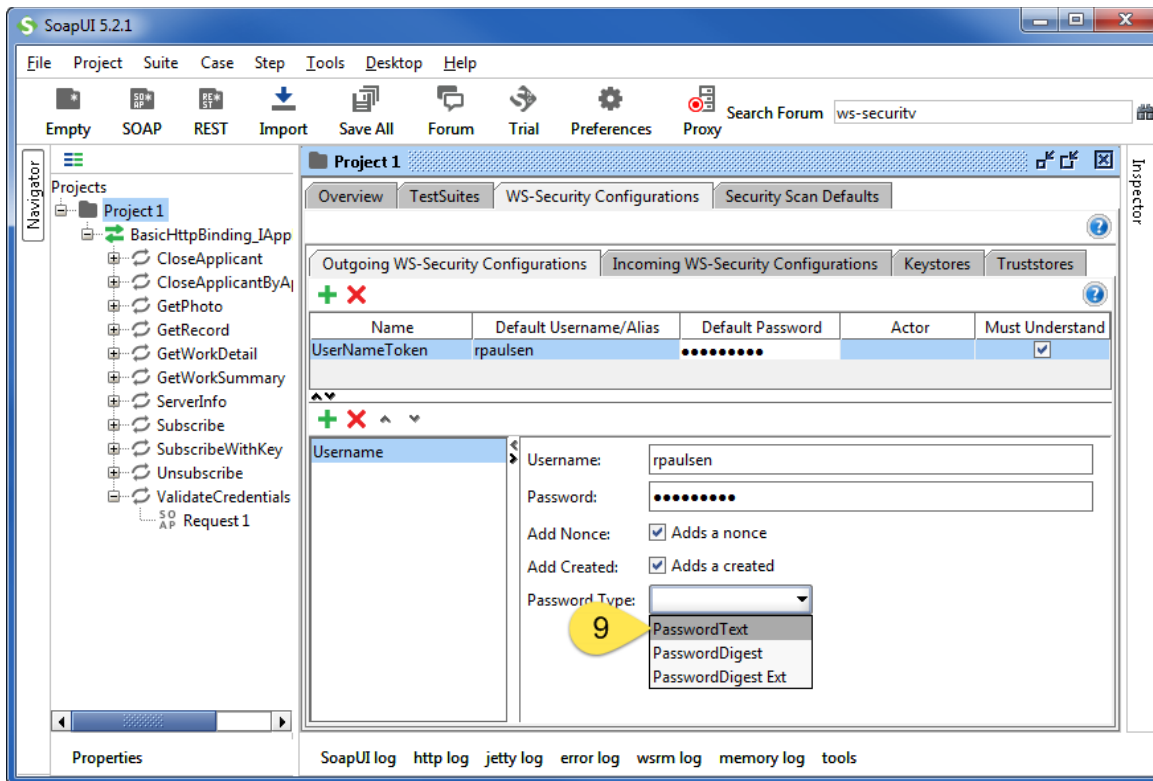 SoapUI 5.2.1
File Project Suite Case Step Tools Desktop Help
Empty SOAP REST Import Save All Forum Trial Preferences Proxy Search Forum ws-security
Navigator
Projects
Project 1
BasicHttpBinding_IApp
CloseApplicant
CloseApplicantByAp
GetPhoto
GetRecord
GetWorkDetail
GetWorkSummary
ServerInfo
Subscribe
SubscribeWithKey
Unsubscribe
ValidateCredentials
SOAP Request 1
Project 1
Overview TestSuites WS-Security Configurations Security Scan Defaults
Outgoing WS-Security Configurations Incoming WS-Security Configurations Keystores Truststores
Name Default Username/Alias Default Password Actor Must Understand
UserNameToken rpaulsen ●●●●●●●●●
Username
Username: rpaulsen
Password: ●●●●●●●●●
Add Nonce: Adds a nonce
Add Created: Adds a created
Password Type:
9 PasswordText
PasswordDigest
PasswordDigest Ext
Inspector
Properties
SoapUI log http log jetty log error log wsrm log memory log tools